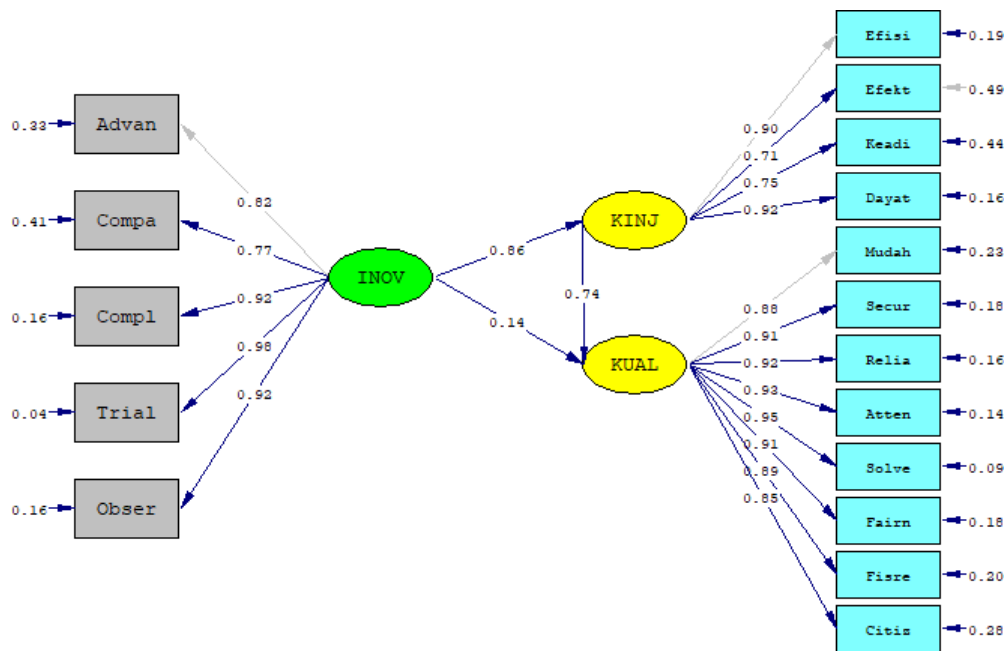 0.33 Advan
0.41 Compa
0.16 Compl
0.04 Trial
0.16 Obser
0.82
0.77
0.92
0.98
0.92
INOV
0.86
0.14
KINJ
0.74
KUAL
0.90
0.71
0.75
0.92
0.88
0.91
0.92
0.93
0.95
0.91
0.89
0.85
Efisi 0.19
Efekt 0.49
Keadi 0.44
Dayat 0.16
Mudah 0.23
Secur 0.18
Relia 0.16
Atten 0.14
Solve 0.09
Fairn 0.18
Fisre 0.20
Citis 0.28